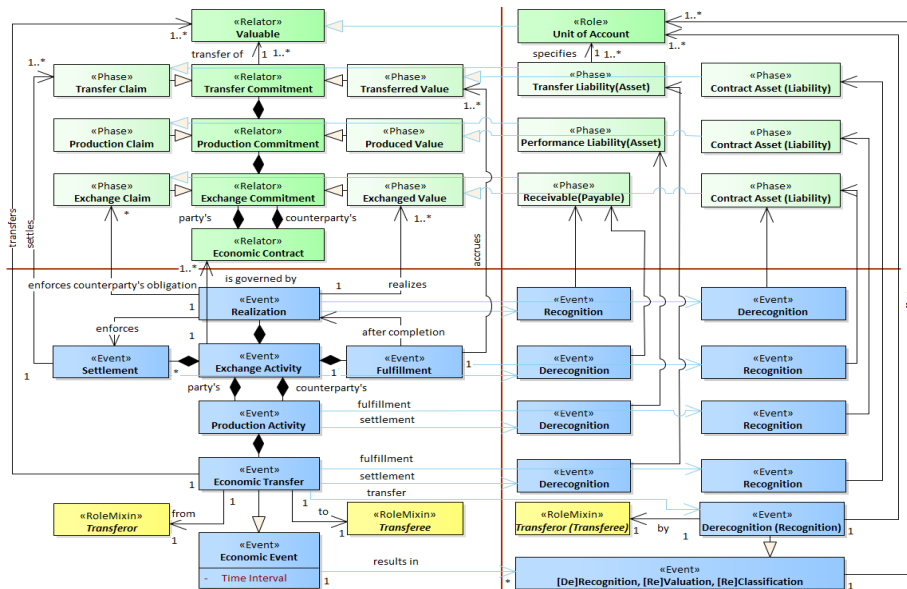 «Relator»
Valuable
«Role»
Unit of Account
1..*
1..*
1..*
1..*
transfer of
1
1..*
specifies
1
1..*
1..*
«Phase»
Transfer Claim
«Relator»
Transfer Commitment
«Phase»
Transferred Value
«Phase»
Transfer Liability(Asset)
«Phase»
Contract Asset (Liability)
1..*
«Phase»
Production Claim
«Relator»
Production Commitment
«Phase»
Produced Value
«Phase»
Performance Liability(Asset)
«Phase»
Contract Asset (Liability)
«Phase»
Exchange Claim
«Relator»
Exchange Commitment
«Phase»
Exchanged Value
«Phase»
Receivable(Payable)
«Phase»
Contract Asset (Liability)
*
party's
counterparty's
1..*
transfers
settles
accrues
«Relator»
Economic Contract
1..*
is governed by
enforces counterparty's obligation
1
realizes
1
«Event»
Realization
«Event»
Recognition
«Event»
Derecognition
enforces
1
after completion
«Event»
Settlement
«Event»
Exchange Activity
«Event»
Fulfillment
«Event»
Derecognition
«Event»
Recognition
1
*
1
1
party's
counterparty's
«Event»
Production Activity
fulfillment
settlement
«Event»
Derecognition
«Event»
Recognition
«Event»
Economic Transfer
fulfillment
settlement
transfer
«Event»
Derecognition
«Event»
Recognition
1
1
1
1
1
«RoleMixin»
Transferor
from
1
to
1
«RoleMixin»
Transferee
«RoleMixin»
Transferor (Transferee)
1
by
1
«Event»
Derecognition (Recognition)
1
«Event»
Economic Event
- Time Interval
results in
1
*
«Event»
[De]Recognition, [Re]Valuation, [Re]Classification
1